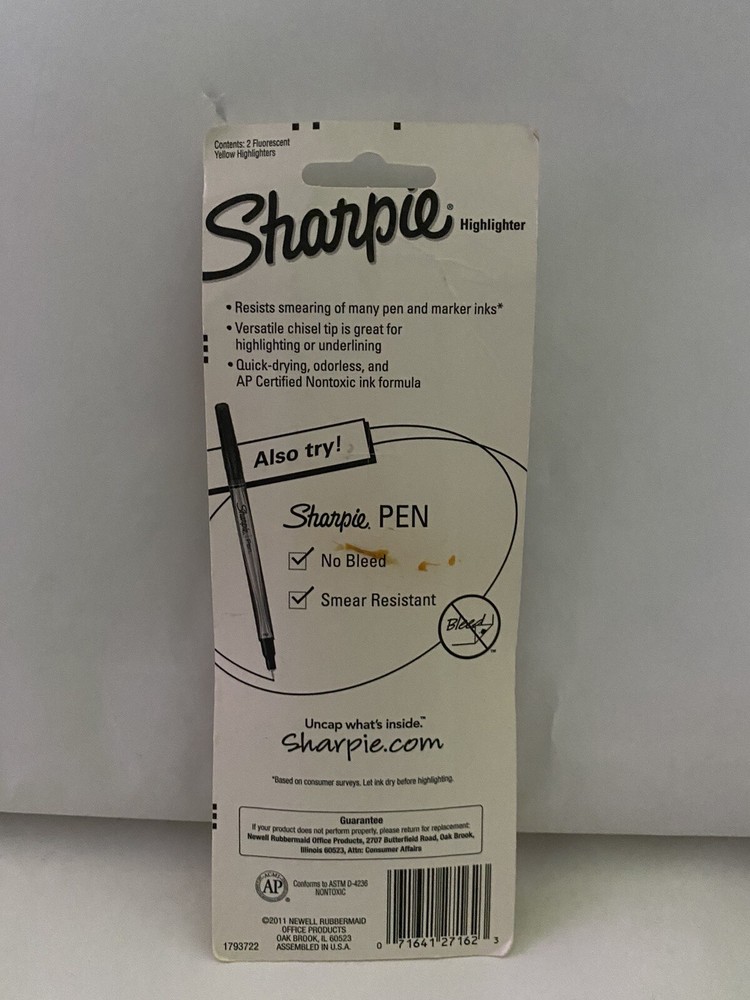 Contents: 2 Fluorescent
Yellow Highlighters
Sharpie® Highlighter
• Resists smearing of many pen and marker inks*
• Versatile chisel tip is great for
highlighting or underlining
• Quick-drying, odorless, and
AP Certified Nontoxic ink formula
Also try!
Sharpie
Sharpie. PEN
No Bleed
Smear Resistant
Bleed
™
Uncap what's inside.™
Sharpie.com
*Based on consumer surveys. Let ink dry before highlighting.
Guarantee
If your product does not perform properly, please return for replacement:
Newell Rubbermaid Office Products, 2707 Butterfield Road, Oak Brook,
Illinois 60523, Attn: Consumer Affairs
ACMI
AP
Conforms to ASTM D-4236
NONTOXIC
©2011 NEWELL RUBBERMAID
OFFICE PRODUCTS
OAK BROOK, IL 60523
ASSEMBLED IN U.S.A.
1793722
0 71641 27162 3